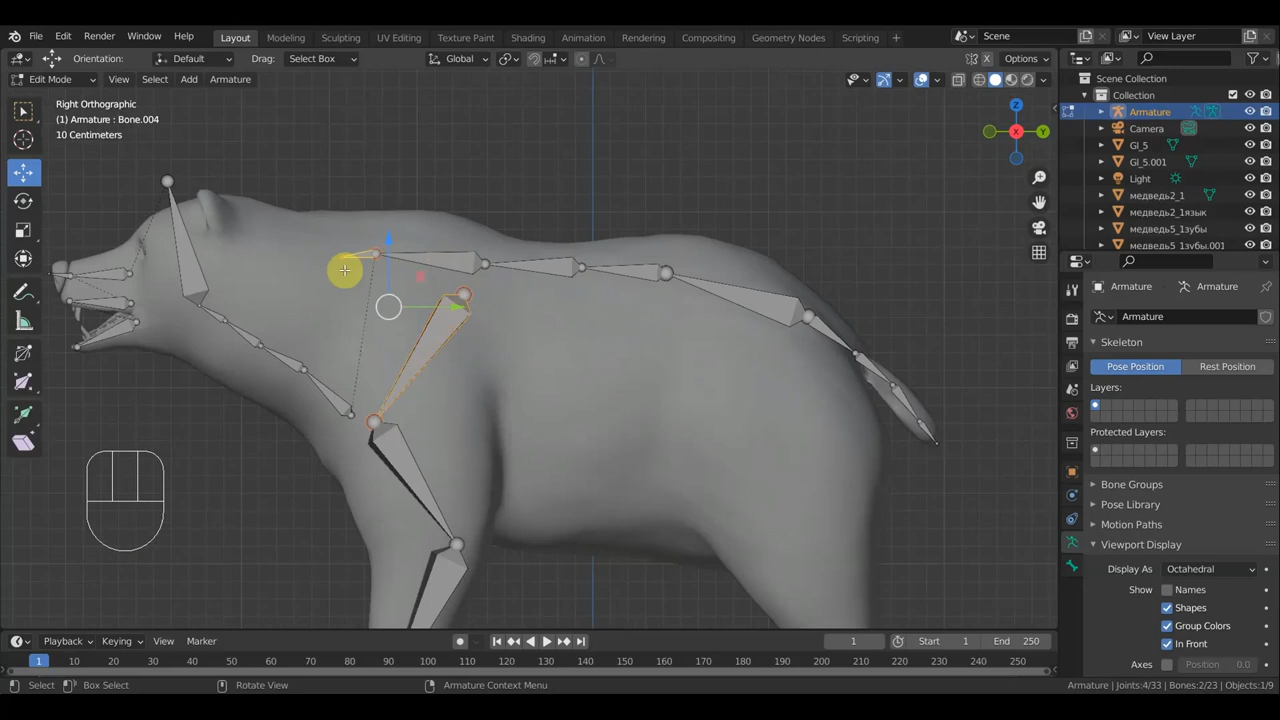 File Edit Render Window Help Layout Modeling Sculpting UV Editing Texture Paint Shading Animation Rendering Compositing Geometry Nodes Scripting + Scene View Layer
Orientation: Default Drag: Select Box Global X Options
Edit Mode View Select Add Armature
Right Orthographic
(1) Armature : Bone.004
10 Centimeters
Z
Y
X
Scene Collection
Collection
Armature
Camera
Gl_5
Gl_5.001
Light
медведь2_1
медведь2_1язык
медведь5_1зубы
медведь5_1зубы.001
Armature Armature
Armature
Skeleton
Pose Position Rest Position
Layers:
Protected Layers:
Bone Groups
Pose Library
Motion Paths
Viewport Display
Display As Octahedral
Show Names
Shapes
Group Colors
In Front
Axes Position 0.0
Playback Keying View Marker 1 Start 1 End 250
1 10 20 30 40 50 60 70 80 90 100 110 120 130 140 150 160 170 180 190 200 210 220 230 240 250
Select Box Select Rotate View Armature Context Menu Armature | Joints:4/33 | Bones:2/23 | Objects:1/9